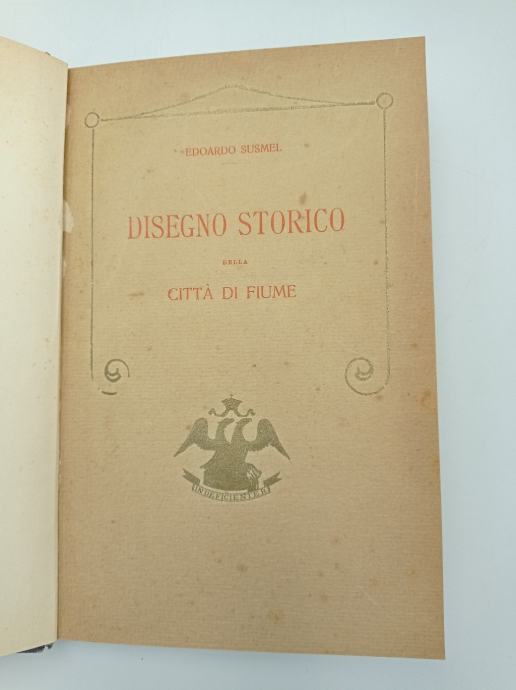 EDOARDO SUSMEL
DISEGNO STORICO
DELLA
CITTÀ DI FIUME
INDEFICIENTER